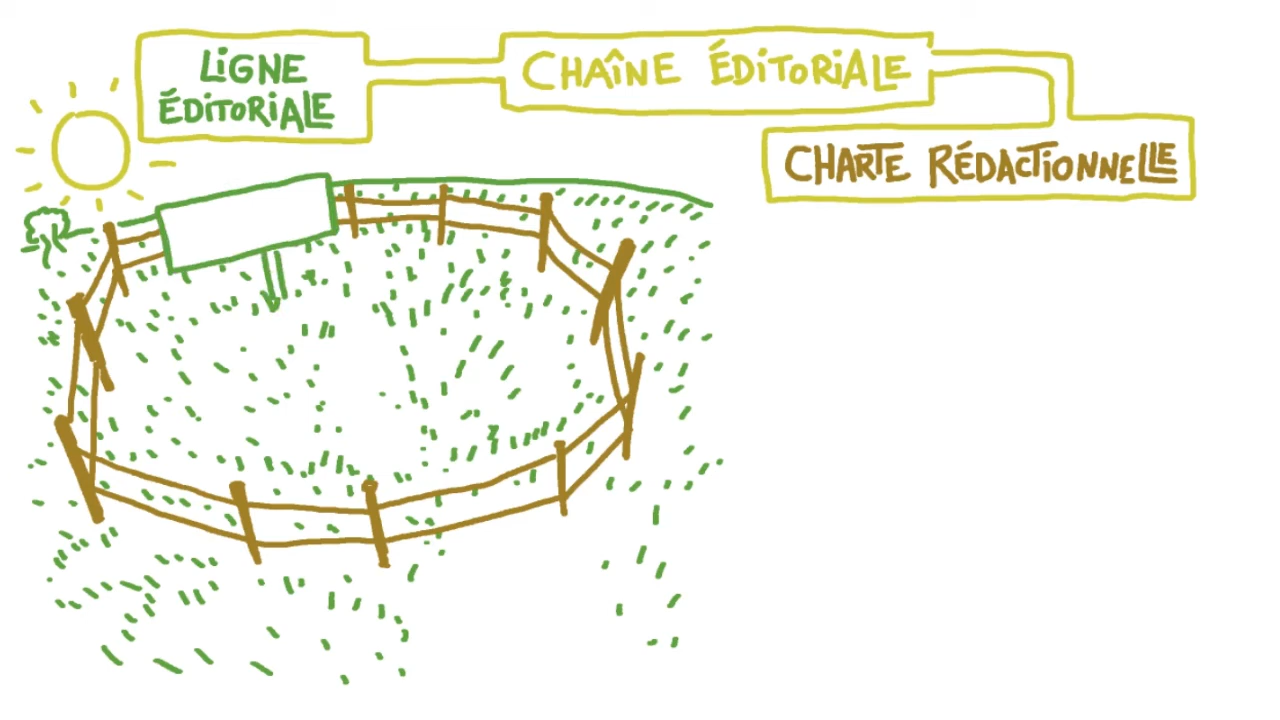 LiGNE
ÉDiTORiALE
CHAÎNE ÉDiTORiALE
CHARTE RÉDACTiONNELLE